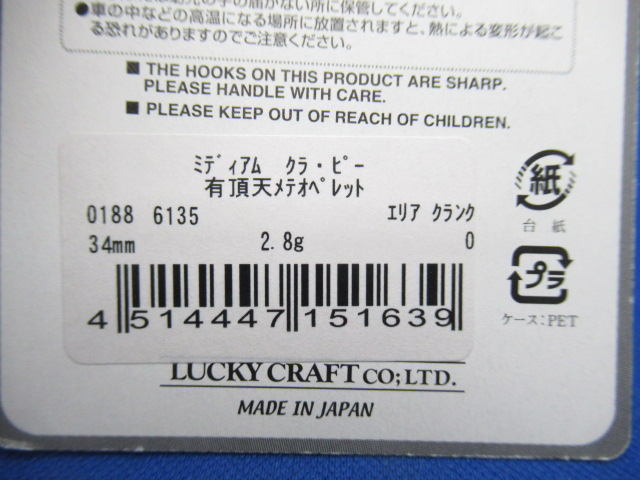 ●車の中などの高温になる場所に放置されますと、熱による変形が起こ
る恐れがありますのでご注意ください。
■ THE HOOKS ON THIS PRODUCT ARE SHARP.
PLEASE HANDLE WITH CARE.
■ PLEASE KEEP OUT OF REACH OF CHILDREN.
ﾐﾃﾞｨｱﾑ ｸﾗ・ﾋﾟｰ
有頂天ﾒﾃｵﾍﾟﾚｯﾄ
0188 6135 ｴﾘｱ ｸﾗﾝｸ
34mm 2.8g 0
4 514447 151639
紙
台紙
プラ
ケース:PET
LUCKY CRAFT CO;LTD.
MADE IN JAPAN